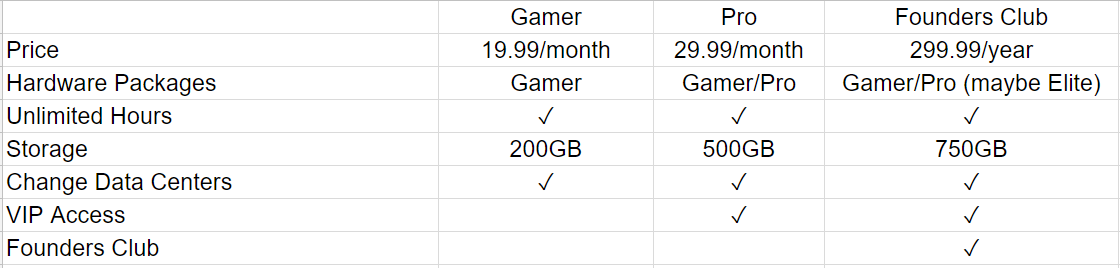 Gamer Pro Founders Club
Price 19.99/month 29.99/month 299.99/year
Hardware Packages Gamer Gamer/Pro Gamer/Pro (maybe Elite)
Unlimited Hours ✓ ✓ ✓
Storage 200GB 500GB 750GB
Change Data Centers ✓ ✓ ✓
VIP Access ✓ ✓
Founders Club ✓